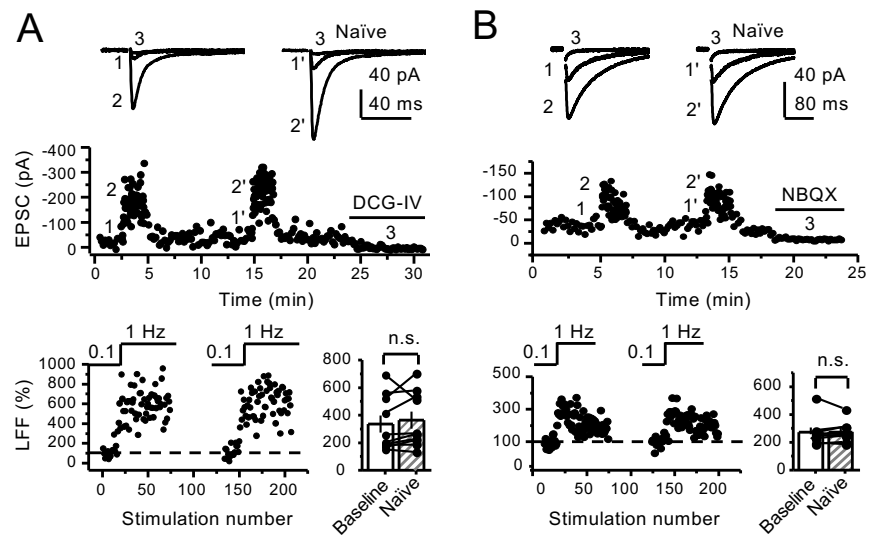 A
3 Naïve
1
1'
40 pA
40 ms
2
2'
-400
-300
-200
-100
0
EPSC (pA)
2
1
2'
1'
DCG-IV
3
0 5 10 15 20 25 30
Time (min)
1 Hz
0.1
1 Hz
0.1
1000
800
600
400
200
0
LFF (%)
0 50 100 150 200
Stimulation number
n.s.
800
600
400
200
0
Baseline
Naïve
B
3
3 Naïve
1
1'
40 pA
80 ms
2
2'
-150
-100
-50
0
2
1
2'
1'
NBQX
3
0 5 10 15 20 25
Time (min)
1 Hz
0.1
1 Hz
0.1
500
300
100
0
0 50 100 150 200
Stimulation number
n.s.
600
400
200
0
Baseline
Naïve
3